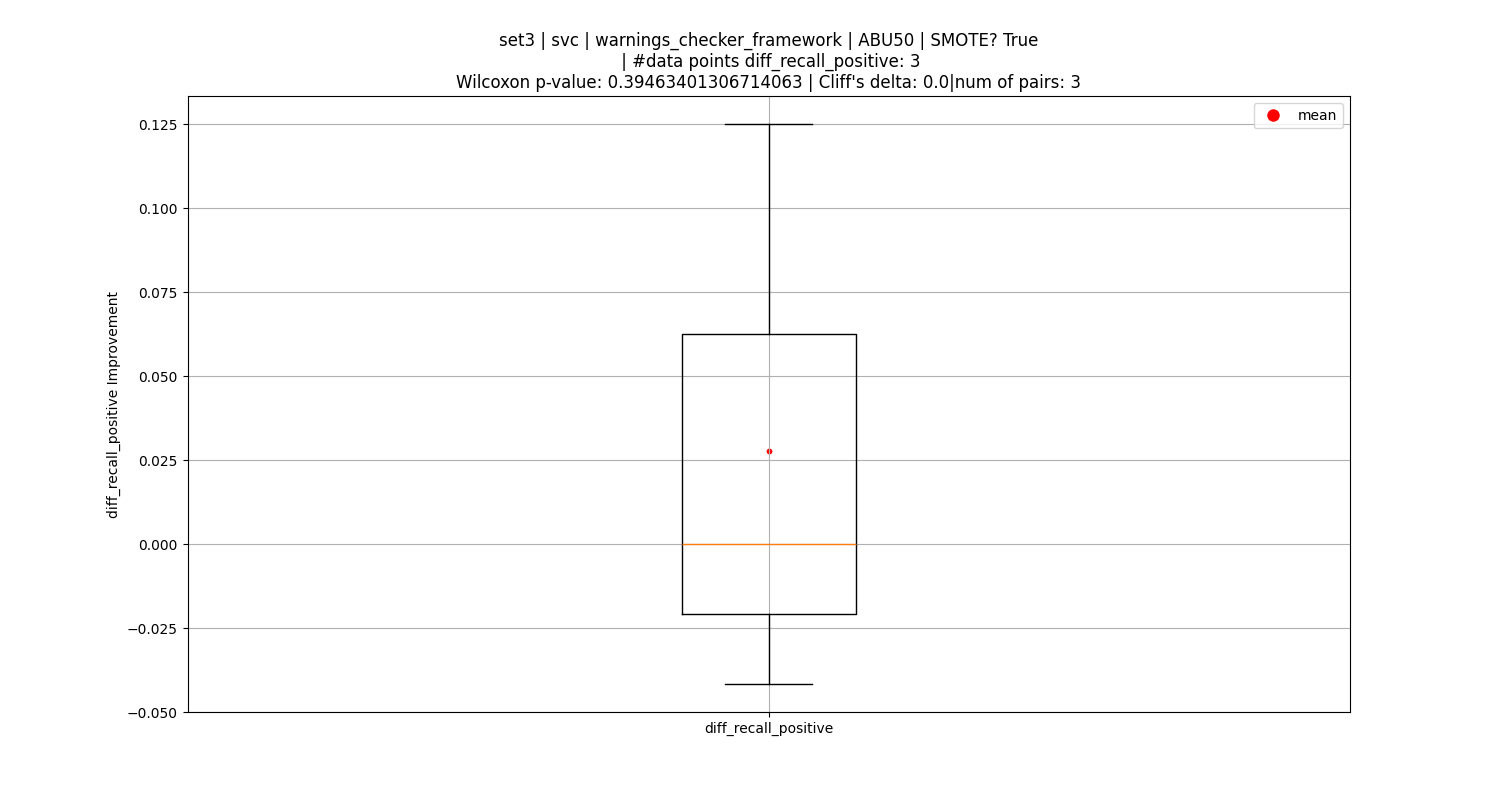 set3 | svc | warnings_checker_framework | ABU50 | SMOTE? True
| #data points diff_recall_positive: 3
Wilcoxon p-value: 0.39463401306714063 | Cliff's delta: 0.0|num of pairs: 3
mean
0.125
0.100
0.075
0.050
0.025
0.000
−0.025
−0.050
diff_recall_positive Improvement
diff_recall_positive